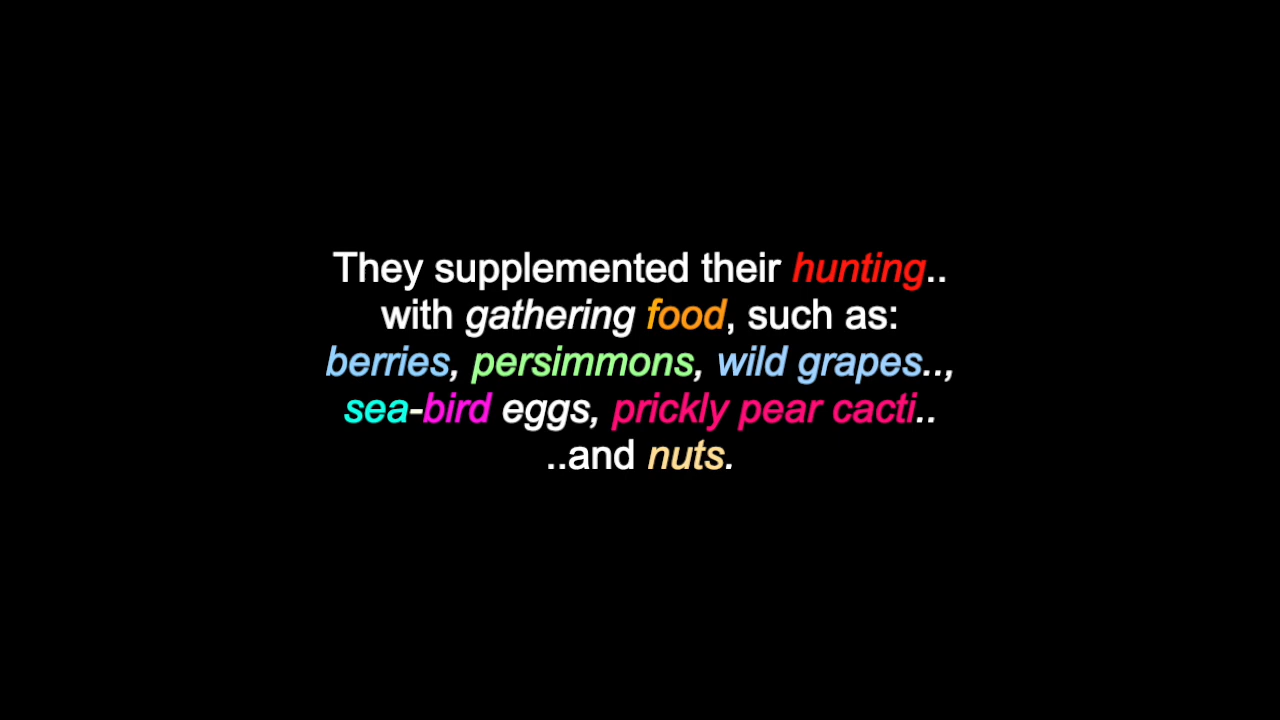 They supplemented their hunting..
with gathering food, such as:
berries, persimmons, wild grapes..,
sea-bird eggs, prickly pear cacti..
..and nuts.